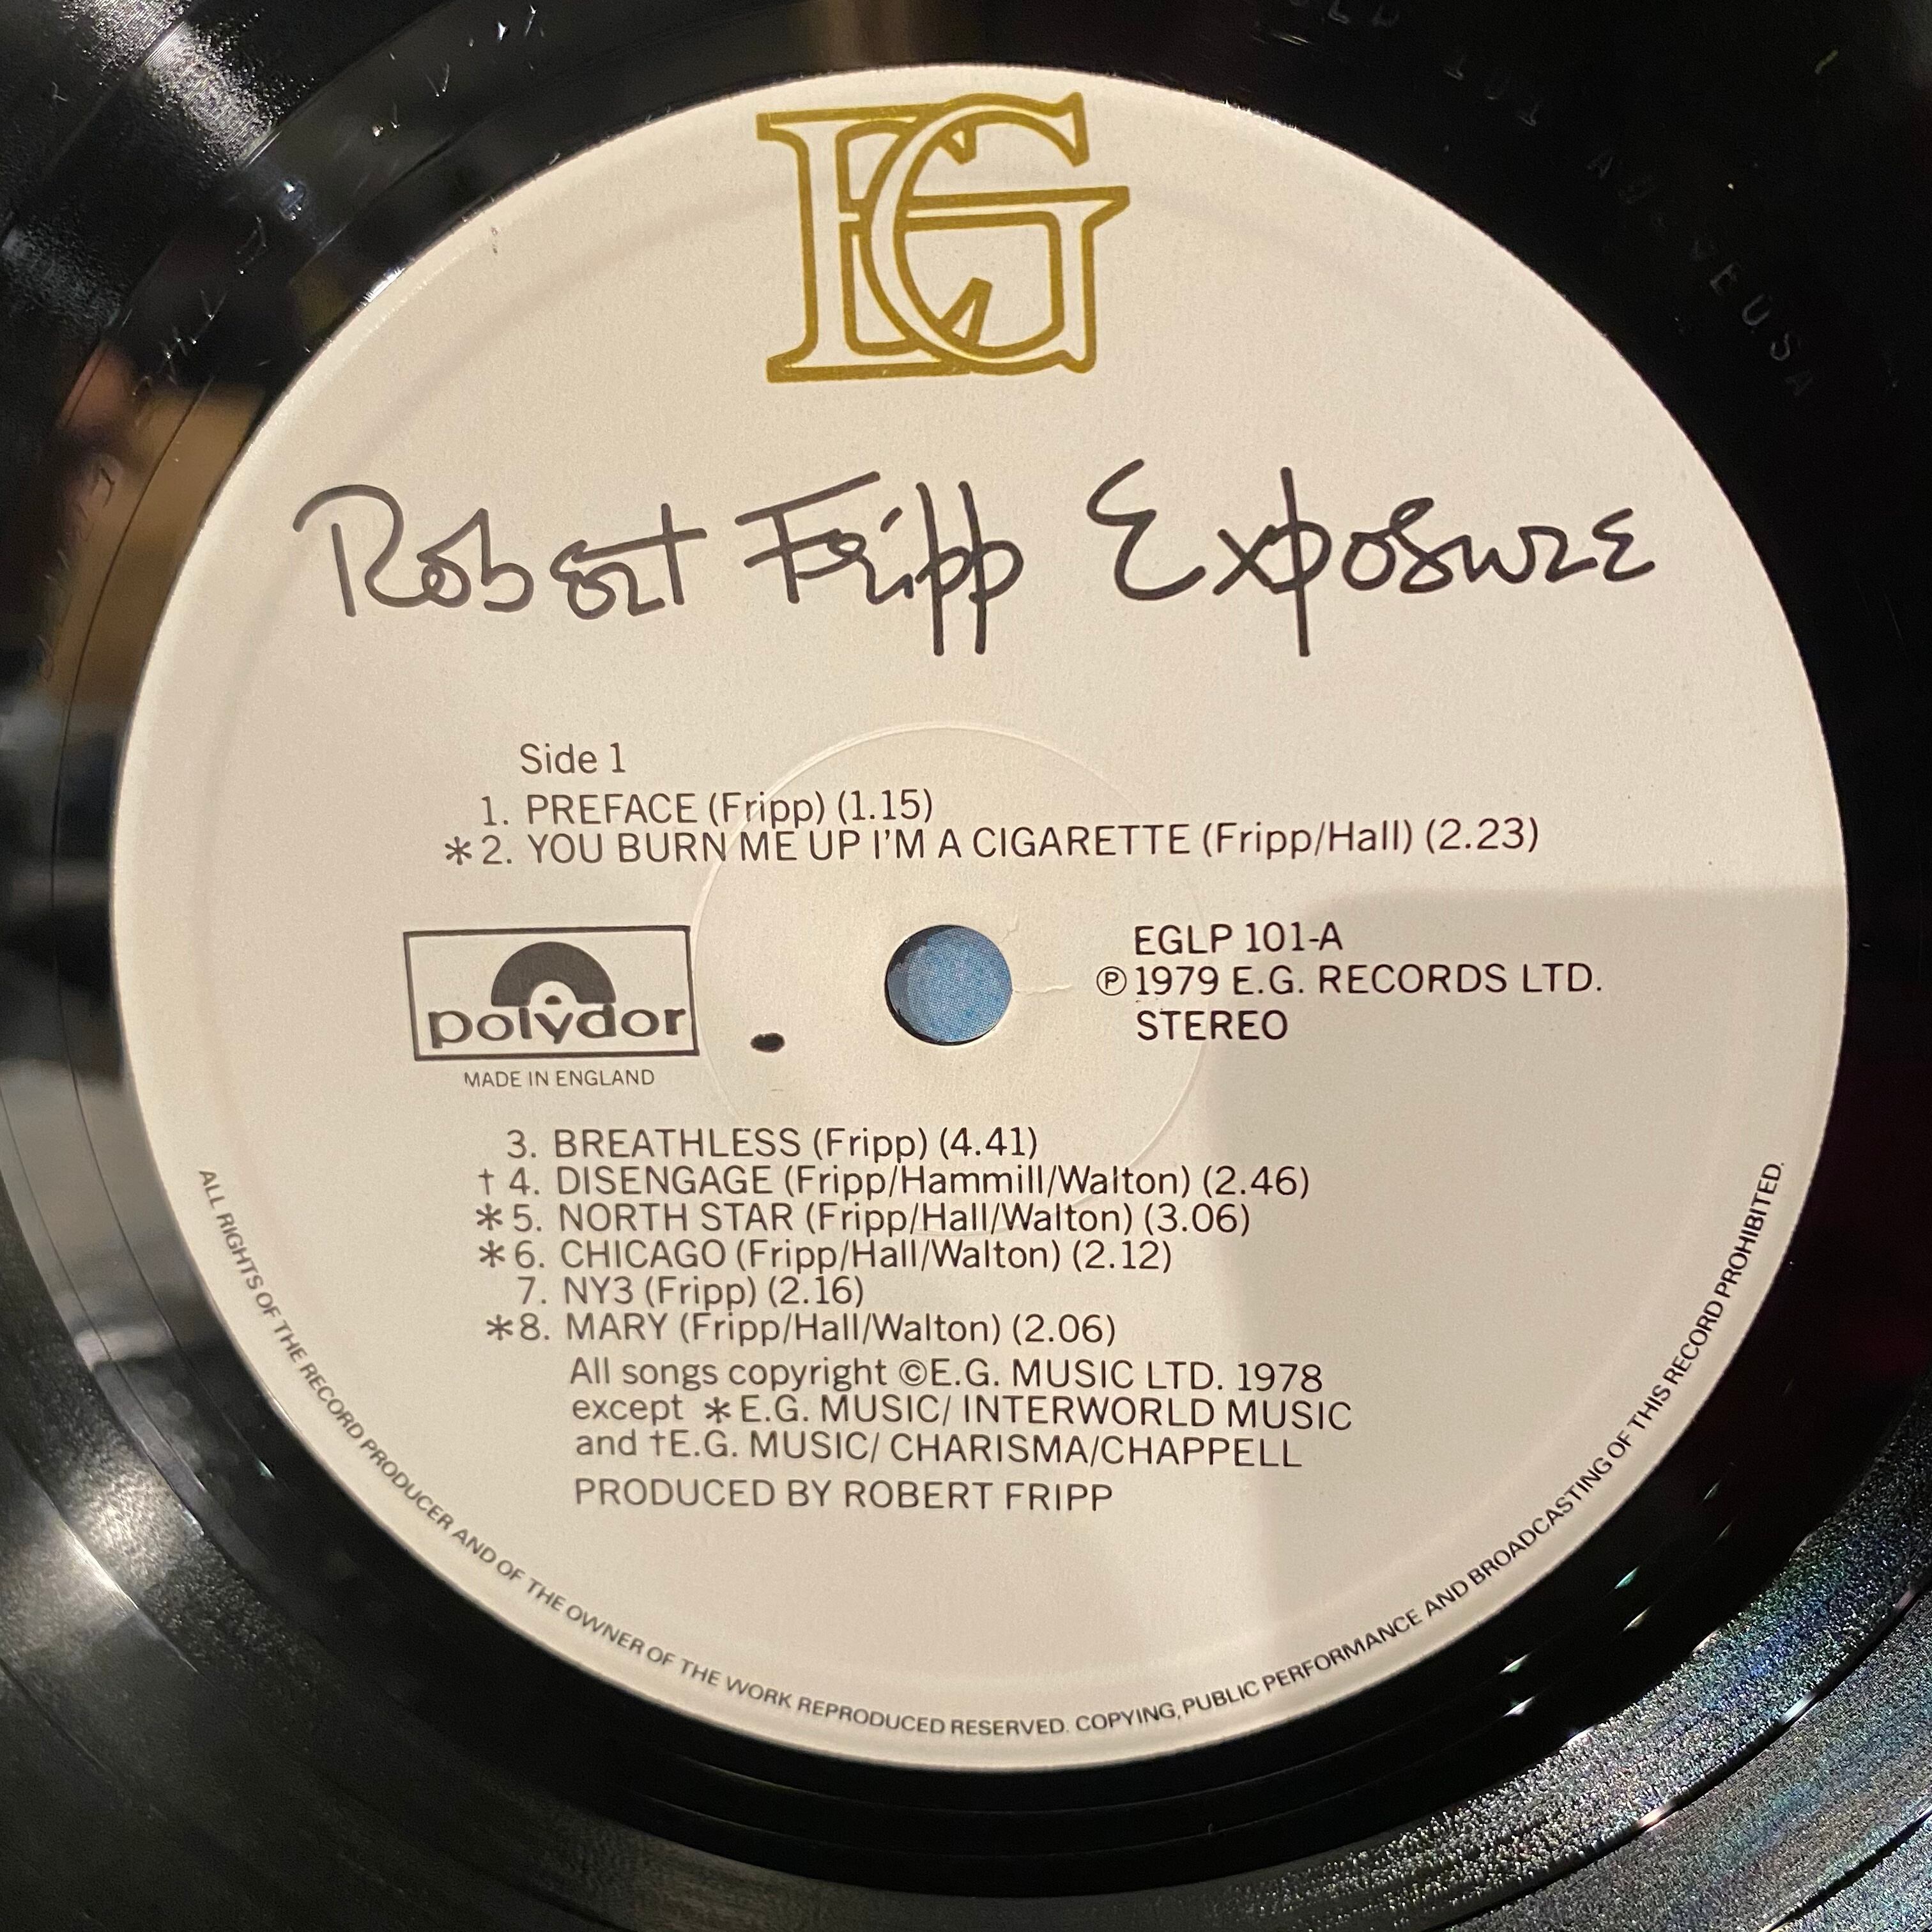 EG
Robert Fripp Exposure
Side 1
1. PREFACE (Fripp) (1.15)
*2. YOU BURN ME UP I'M A CIGARETTE (Fripp/Hall) (2.23)
polydor
MADE IN ENGLAND
EGLP 101-A
℗1979 E.G. RECORDS LTD.
STEREO
3. BREATHLESS (Fripp) (4.41)
†4. DISENGAGE (Fripp/Hammill/Walton) (2.46)
*5. NORTH STAR (Fripp/Hall/Walton) (3.06)
*6. CHICAGO (Fripp/Hall/Walton) (2.12)
7. NY3 (Fripp) (2.16)
*8. MARY (Fripp/Hall/Walton) (2.06)
All songs copyright ©E.G. MUSIC LTD. 1978
except *E.G. MUSIC/ INTERWORLD MUSIC
and †E.G. MUSIC/ CHARISMA/CHAPPELL
PRODUCED BY ROBERT FRIPP
ALL RIGHTS OF THE RECORD PRODUCER AND OF THE OWNER OF THE WORK REPRODUCED RESERVED. COPYING, PUBLIC PERFORMANCE AND BROADCASTING OF THIS RECORD PROHIBITED.